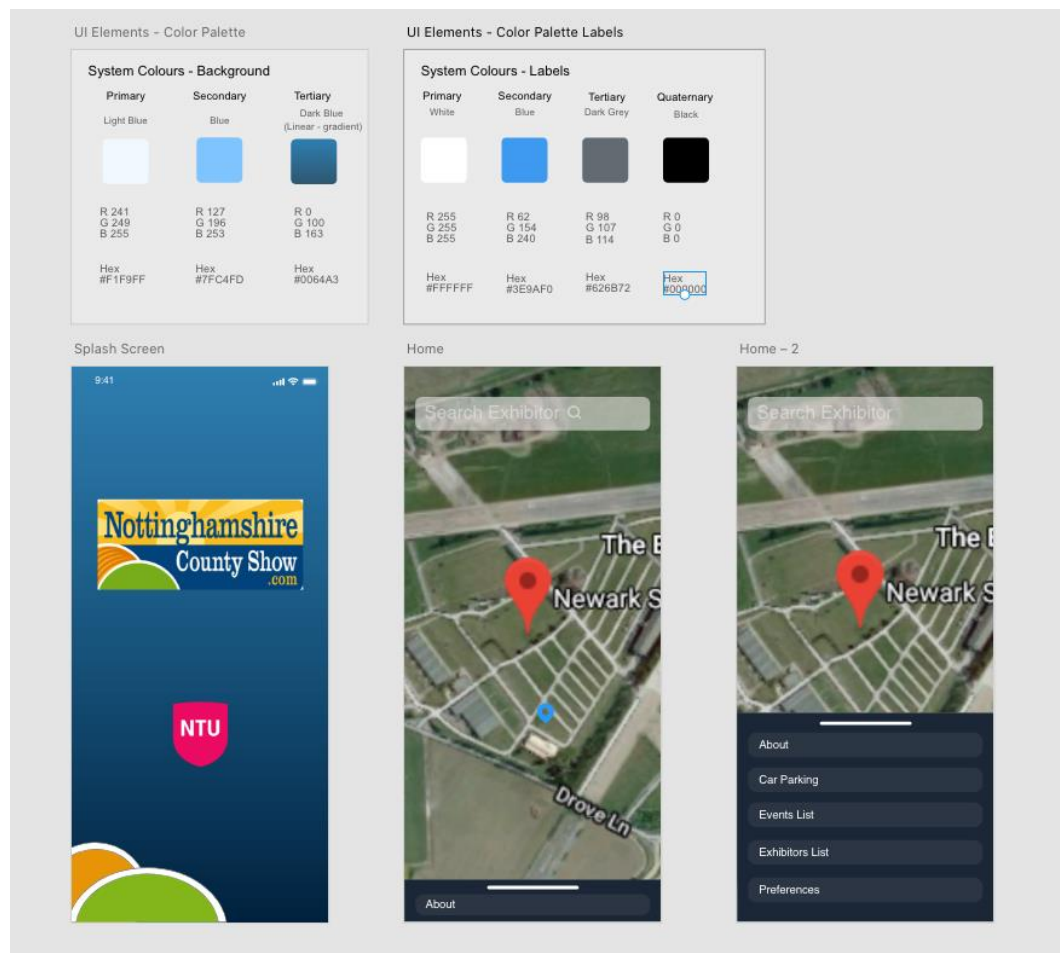 UI Elements - Color Palette
System Colours - Background
Primary Secondary Tertiary
Light Blue Blue Dark Blue
(Linear - gradient)
R 241 R 127 R 0
G 249 G 196 G 100
B 255 B 253 B 163
Hex Hex Hex
#F1F9FF #7FC4FD #0064A3
UI Elements - Color Palette Labels
System Colours - Labels
Primary Secondary Tertiary Quaternary
White Blue Dark Grey Black
R 255 R 62 R 98 R 0
G 255 G 154 G 107 G 0
B 255 B 240 B 114 B 0
Hex Hex Hex Hex
#FFFFFF #3E9AF0 #626B72 #000000
Splash Screen
9:41
Nottinghamshire
County Show
.com
NTU
Home
Search Exhibitor
The
Newark S
Drove Ln
About
Home – 2
Search Exhibitor
The
Newark S
About
Car Parking
Events List
Exhibitors List
Preferences